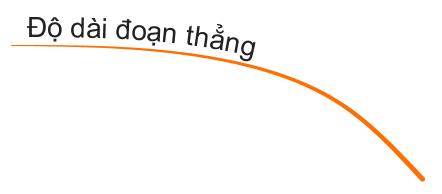 Độ dài đoạn thẳng